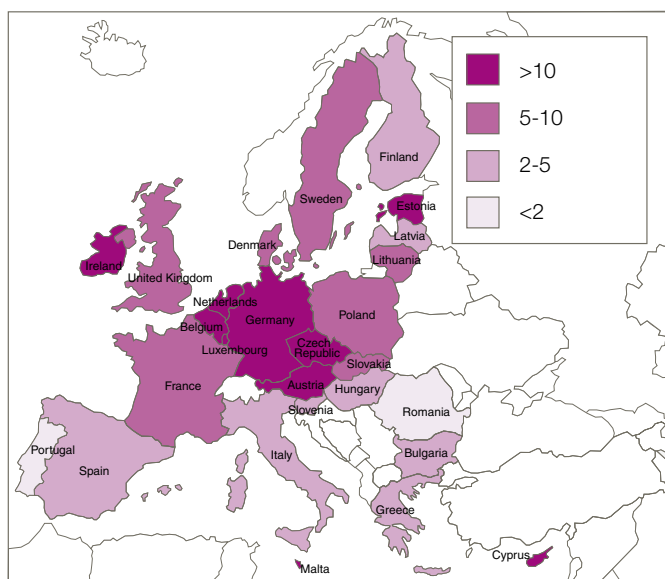 >10
5-10
2-5
<2
Finland
Sweden
Estonia
Latvia
Lithuania
Denmark
Ireland
United Kingdom
Netherlands
Belgium
Germany
Poland
Luxembourg
Czech
Republic
Slovakia
France
Austria
Hungary
Slovenia
Romania
Portugal
Spain
Italy
Bulgaria
Greece
Cyprus
Malta